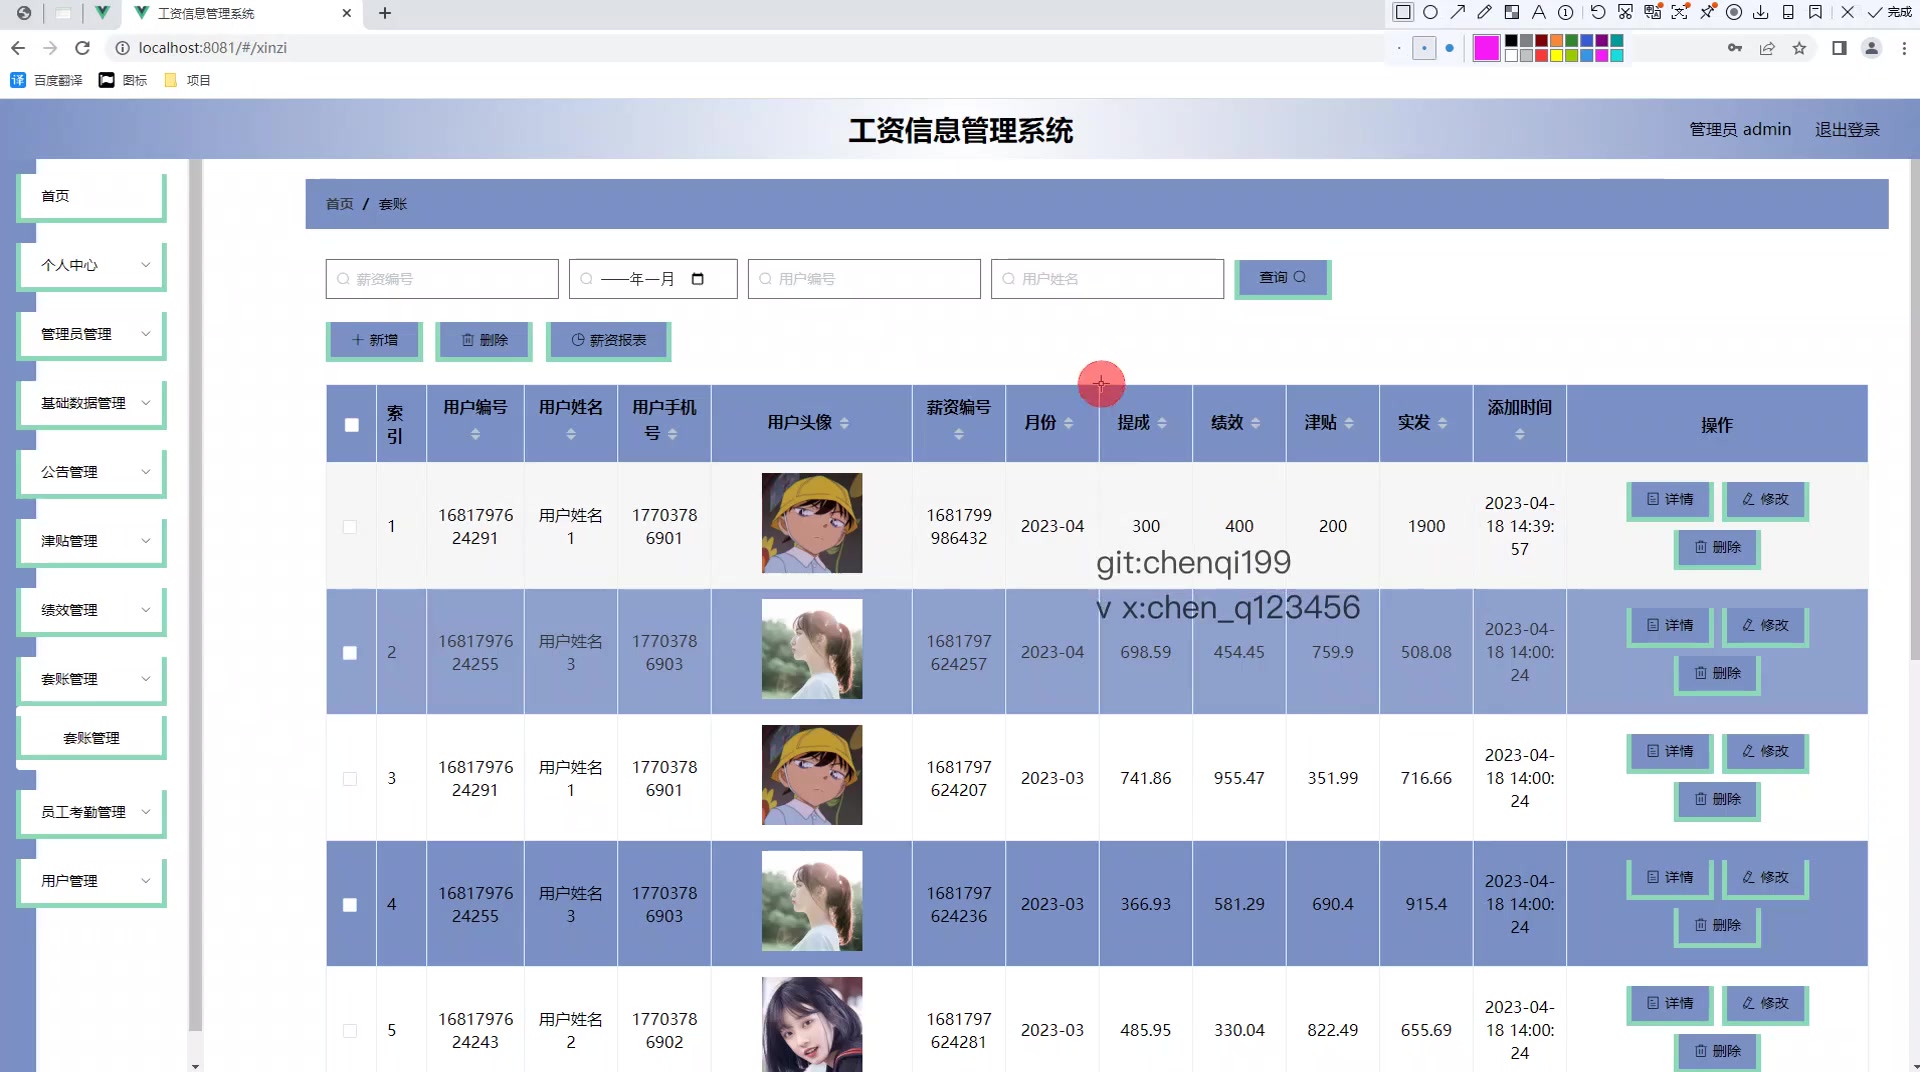 工资信息管理系统
完成
localhost:8081/#/xinzi
百度翻译 图标 项目
工资信息管理系统
管理员 admin 退出登录
首页
个人中心
管理员管理
基础数据管理
公告管理
津贴管理
绩效管理
套账管理
套账管理
员工考勤管理
用户管理
首页 / 套账
薪资编号 ----年--月 用户编号 用户姓名 查询
新增 删除 薪资报表
索引 用户编号 用户姓名 用户手机号 用户头像 薪资编号 月份 提成 绩效 津贴 实发 添加时间 操作
1 1681797624291 用户姓名1 17703786901 1681799986432 2023-04 300 400 200 1900 2023-04-18 14:39:57 详情 修改 删除
git:chenqi199
v x:chen_q123456
2 1681797624255 用户姓名3 17703786903 1681797624257 2023-04 698.59 454.45 759.9 508.08 2023-04-18 14:00:24 详情 修改 删除
3 1681797624291 用户姓名1 17703786901 1681797624207 2023-03 741.86 955.47 351.99 716.66 2023-04-18 14:00:24 详情 修改 删除
4 1681797624255 用户姓名3 17703786903 1681797624236 2023-03 366.93 581.29 690.4 915.4 2023-04-18 14:00:24 详情 修改 删除
5 1681797624243 用户姓名2 17703786902 1681797624281 2023-03 485.95 330.04 822.49 655.69 2023-04-18 14:00:24 详情 修改 删除